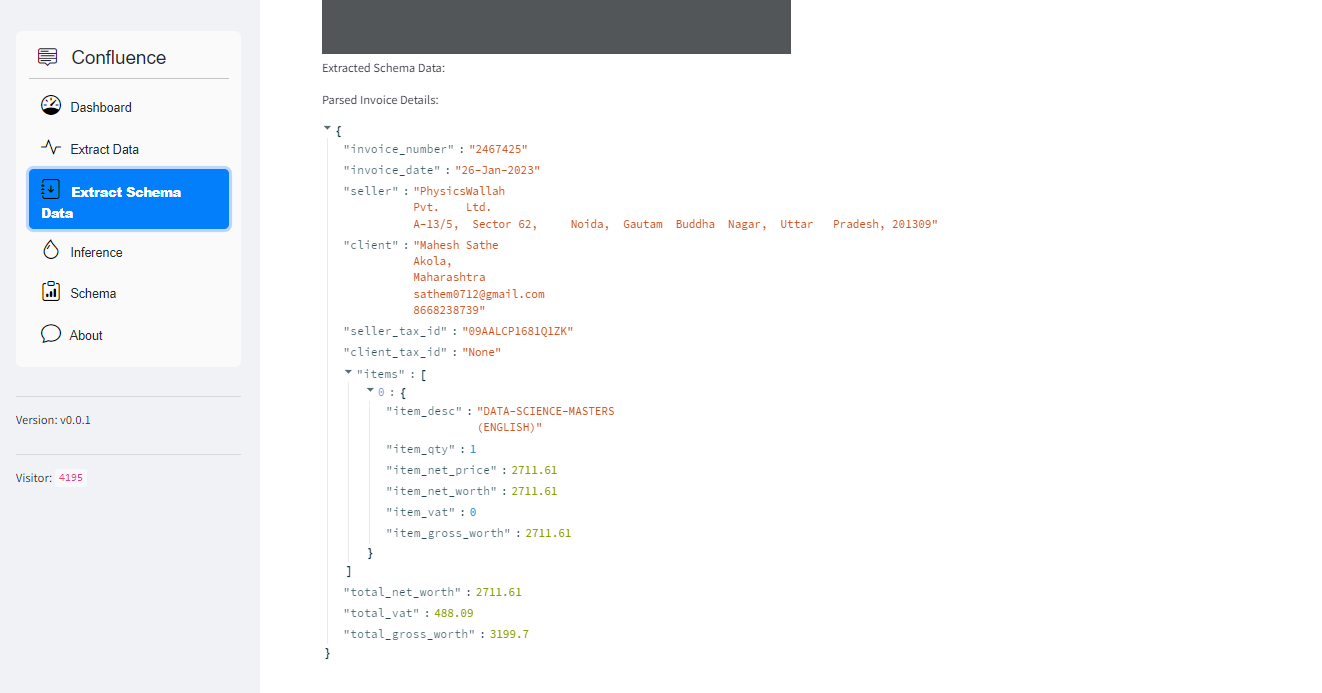 Confluence
Dashboard
Extract Data
Extract Schema
Data
Inference
Schema
About
Version: v0.0.1
Visitor: 4195
Extracted Schema Data:
Parsed Invoice Details:
{
"invoice_number" : "2467425"
"invoice_date" : "26-Jan-2023"
"seller" : "PhysicsWallah
Pvt. Ltd.
A-13/5, Sector 62, Noida, Gautam Buddha Nagar, Uttar Pradesh, 201309"
"client" : "Mahesh Sathe
Akola,
Maharashtra
sathem0712@gmail.com
8668238739"
"seller_tax_id" : "09AALCP1681Q1ZK"
"client_tax_id" : "None"
"items" : [
0 : {
"item_desc" : "DATA-SCIENCE-MASTERS
(ENGLISH)"
"item_qty" : 1
"item_net_price" : 2711.61
"item_net_worth" : 2711.61
"item_vat" : 0
"item_gross_worth" : 2711.61
}
]
"total_net_worth" : 2711.61
"total_vat" : 488.09
"total_gross_worth" : 3199.7
}